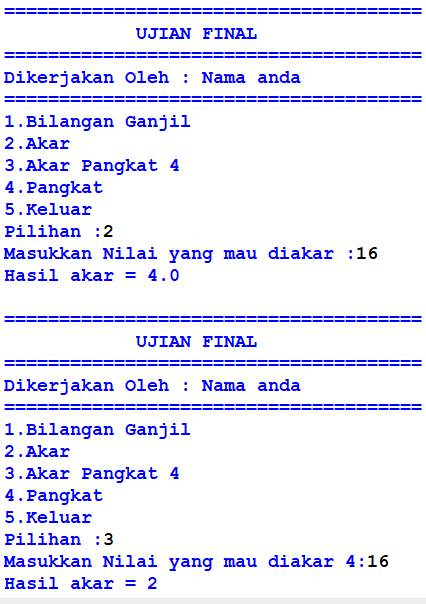 ======================================
UJIAN FINAL
======================================
Dikerjakan Oleh : Nama anda
======================================
1.Bilangan Ganjil
2.Akar
3.Akar Pangkat 4
4.Pangkat
5.Keluar
Pilihan :2
Masukkan Nilai yang mau diakar :16
Hasil akar = 4.0
======================================
UJIAN FINAL
======================================
Dikerjakan Oleh : Nama anda
======================================
1.Bilangan Ganjil
2.Akar
3.Akar Pangkat 4
4.Pangkat
5.Keluar
Pilihan :3
Masukkan Nilai yang mau diakar 4:16
Hasil akar = 2